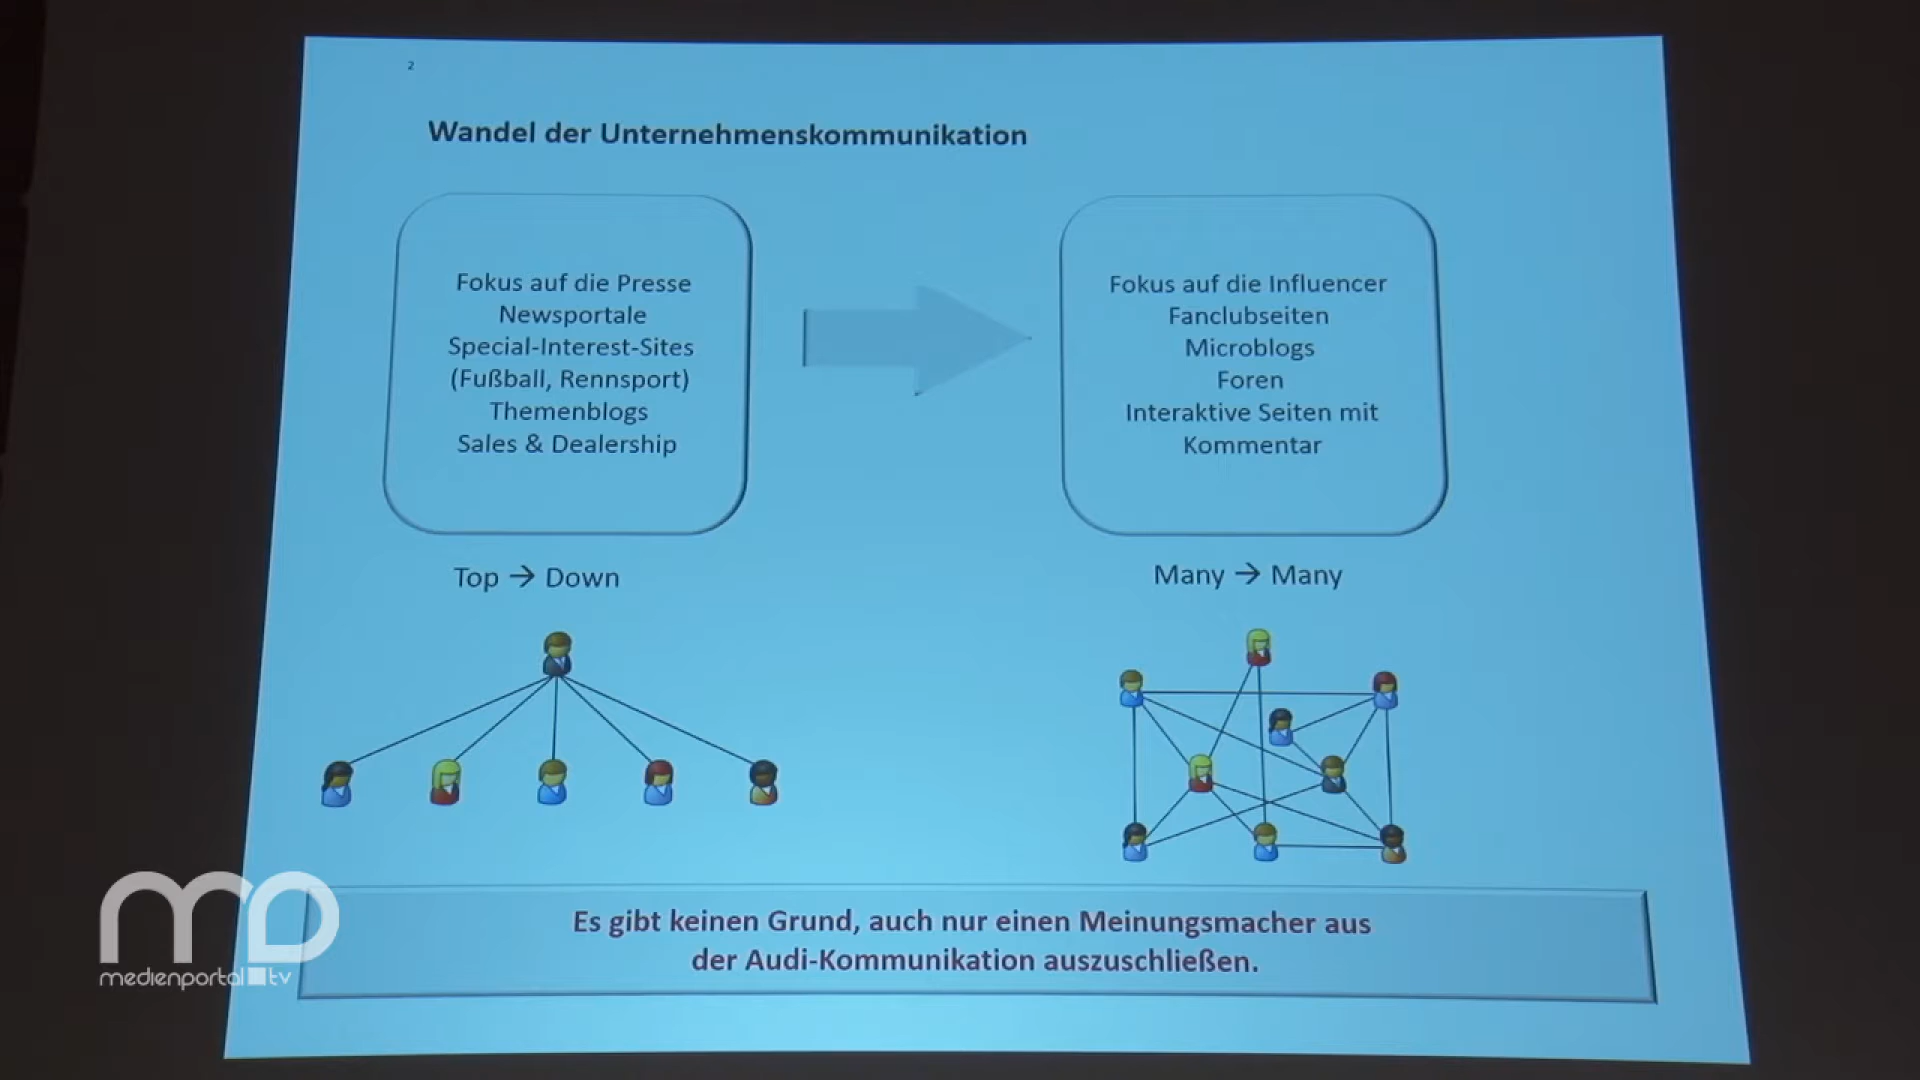 2
Wandel der Unternehmenskommunikation
Fokus auf die Presse
Newsportale
Special-Interest-Sites
(Fußball, Rennsport)
Themenblogs
Sales & Dealership
Fokus auf die Influencer
Fanclubseiten
Microblogs
Foren
Interaktive Seiten mit
Kommentar
Top → Down
Many → Many
Es gibt keinen Grund, auch nur einen Meinungsmacher aus
der Audi-Kommunikation auszuschließen.
medienportal.tv